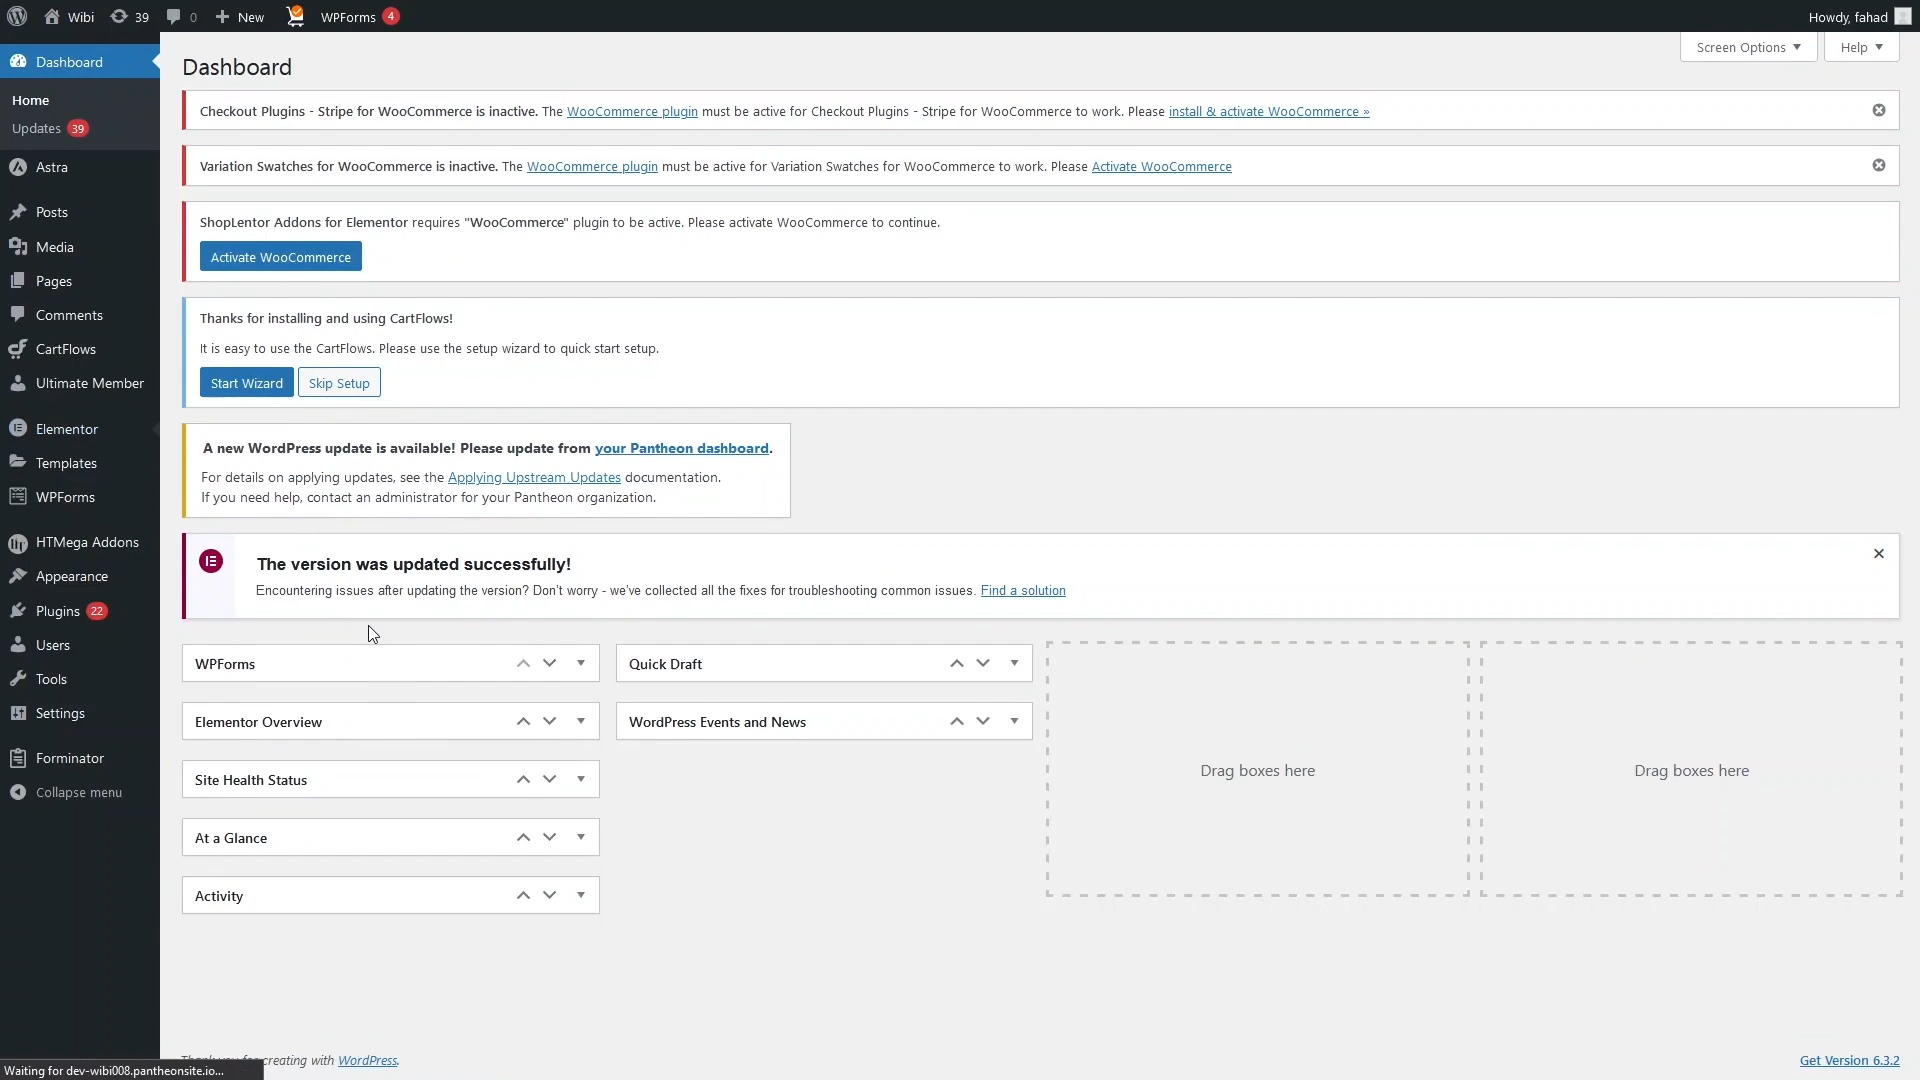 Wibi
39
0
New
WPForms 4
Howdy, fahad
Dashboard
Home
Updates 39
Astra
Posts
Media
Pages
Comments
CartFlows
Ultimate Member
Elementor
Templates
WPForms
HTMega Addons
Appearance
Plugins 22
Users
Tools
Settings
Forminator
Collapse menu
Screen Options
Help
Dashboard
Checkout Plugins - Stripe for WooCommerce is inactive. The WooCommerce plugin must be active for Checkout Plugins - Stripe for WooCommerce to work. Please install & activate WooCommerce »
Variation Swatches for WooCommerce is inactive. The WooCommerce plugin must be active for Variation Swatches for WooCommerce to work. Please Activate WooCommerce
ShopLentor Addons for Elementor requires "WooCommerce" plugin to be active. Please activate WooCommerce to continue.
Activate WooCommerce
Thanks for installing and using CartFlows!
It is easy to use the CartFlows. Please use the setup wizard to quick start setup.
Start Wizard
Skip Setup
A new WordPress update is available! Please update from your Pantheon dashboard.
For details on applying updates, see the Applying Upstream Updates documentation.
If you need help, contact an administrator for your Pantheon organization.
The version was updated successfully!
Encountering issues after updating the version? Don't worry - we've collected all the fixes for troubleshooting common issues. Find a solution
WPForms
Elementor Overview
Site Health Status
At a Glance
Activity
Quick Draft
WordPress Events and News
Drag boxes here
Drag boxes here
creating with WordPress.
Get Version 6.3.2
Waiting for dev-wibi008.pantheonsite.io...